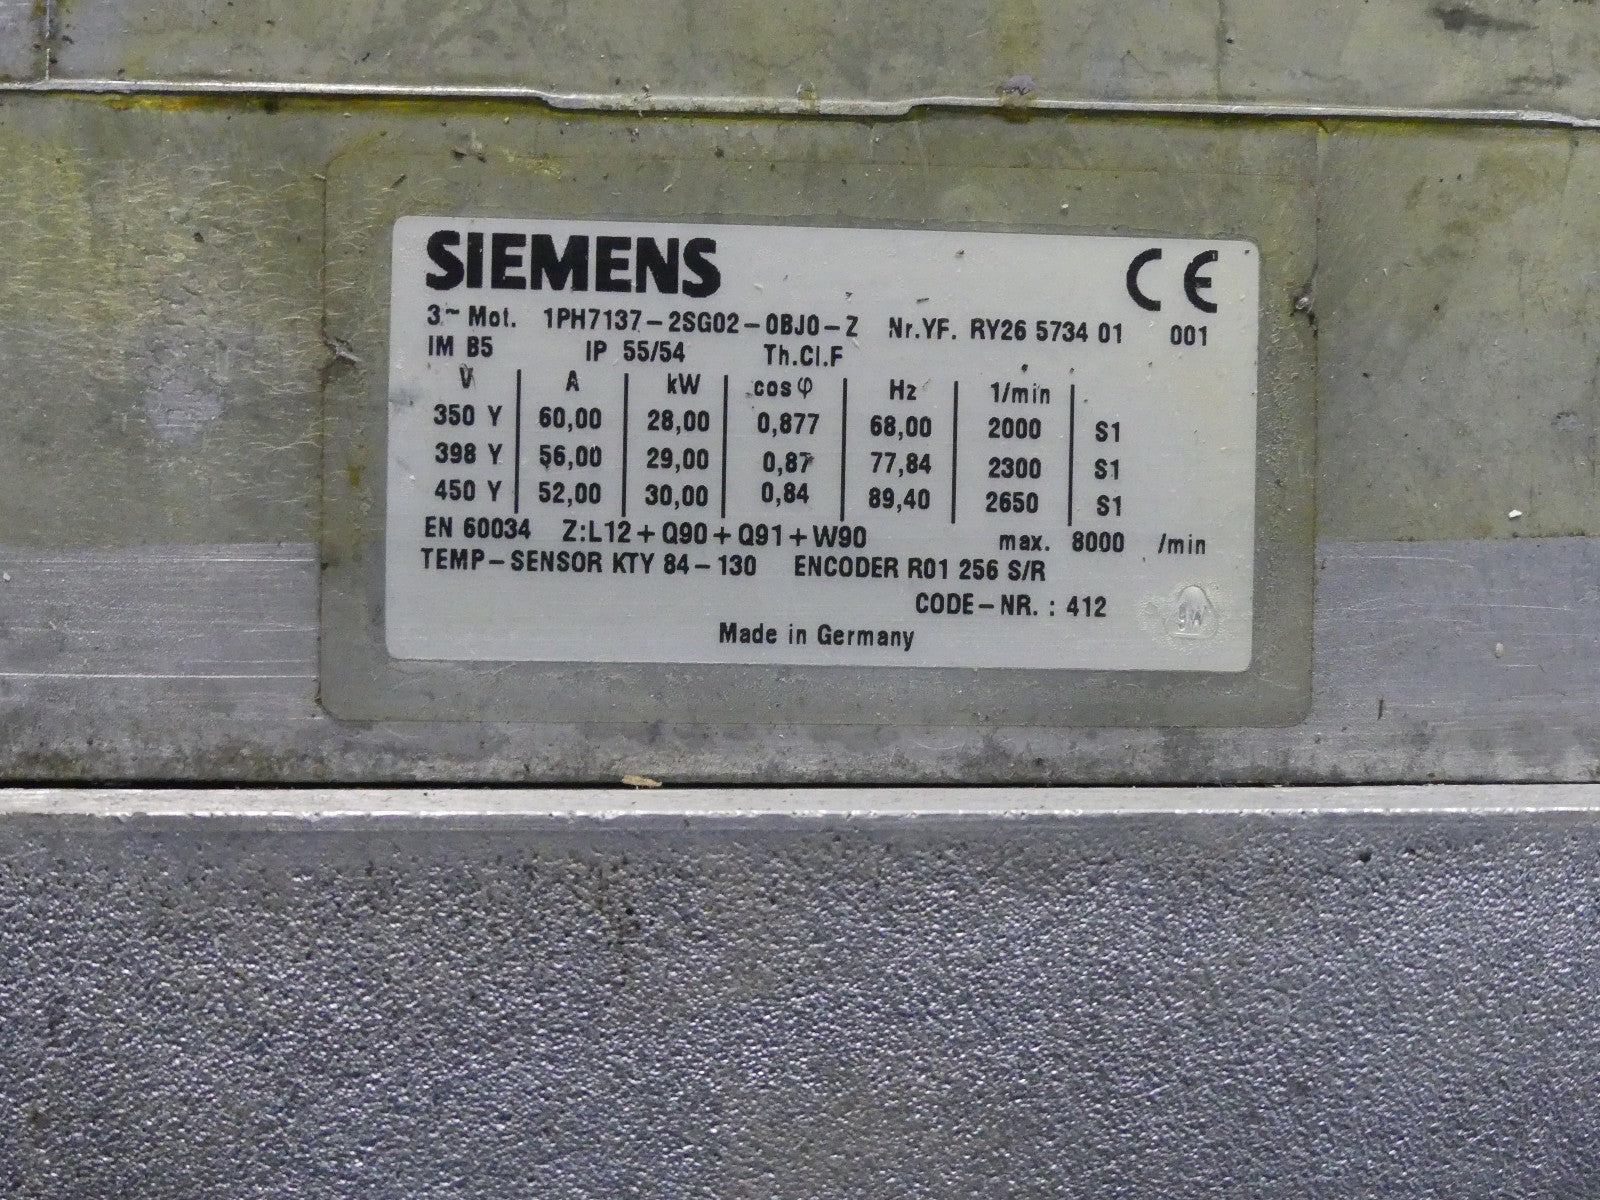 SIEMENS CE
3~ Mot. 1PH7137-2SG02-0BJ0-Z Nr.YF. RY26 5734 01 001
IM B5 IP 55/54 Th.Cl.F
V A kW cosφ Hz 1/min
350 Y 60,00 28,00 0,877 68,00 2000 S1
398 Y 56,00 29,00 0,87 77,84 2300 S1
450 Y 52,00 30,00 0,84 89,40 2650 S1
EN 60034 Z:L12+Q90+Q91+W90 max. 8000 /min
TEMP-SENSOR KTY 84-130 ENCODER R01 256 S/R
CODE-NR. : 412
Made in Germany